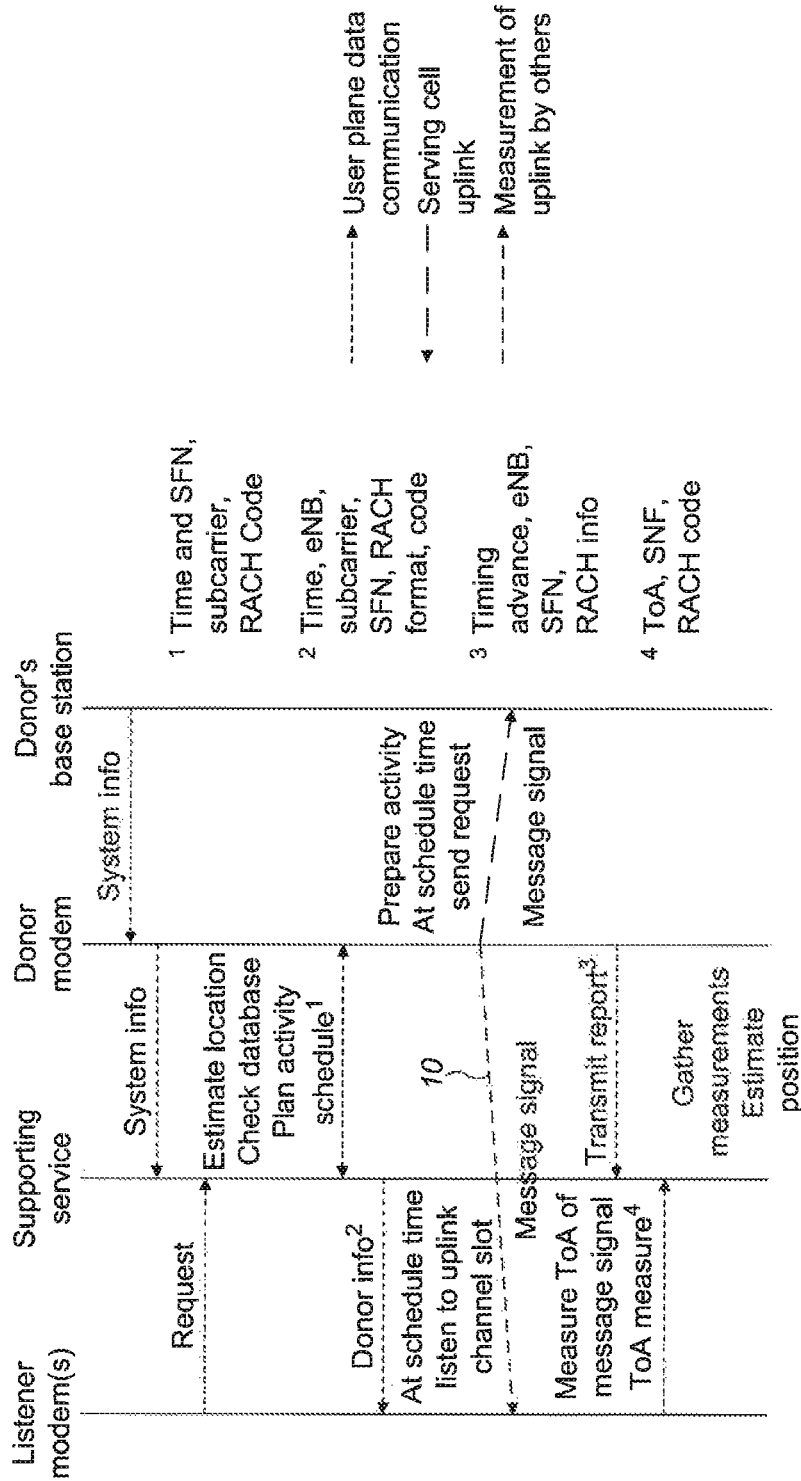 Listener
modem(s)
Supporting
service
Donor
modem
Donor's
base station
System info
System info
Request
Estimate location
Check database
Plan activity
schedule¹
Donor info²
At schedule time
listen to uplink
channel slot
Prepare activity
At schedule time
send request
10
Message signal
Message signal
Measure ToA of
message signal
ToA measure⁴
Transmit report³
Gather
measurements
Estimate
position
1 Time and SFN,
subcarrier,
RACH Code
2 Time, eNB,
subcarrier,
SFN, RACH
format, code
3 Timing
advance, eNB,
SFN,
RACH info
4 ToA, SNF,
RACH code
User plane data
communication
Serving cell
uplink
Measurement of
uplink by others